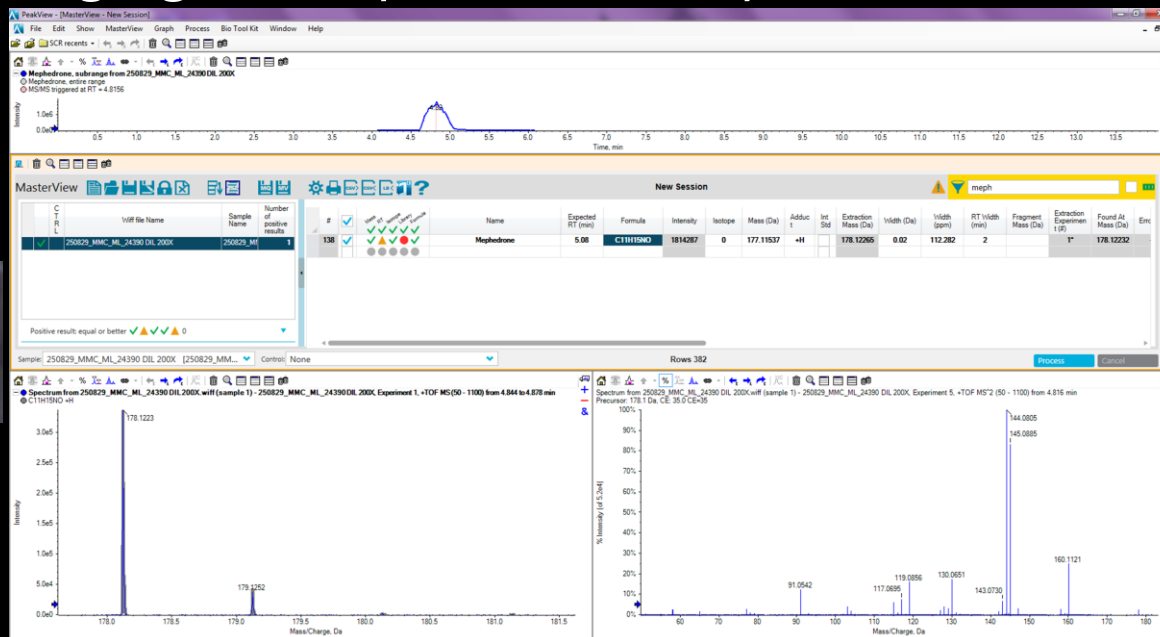 PeakView - [MasterView - New Session]
File Edit Show MasterView Graph Process Bio Tool Kit Window Help
SCR recents
Mephedrone, subrange from 250829_MMC_ML_24390 DIL 200X
Mephedrone, entire range
MS/MS triggered at RT = 4.8156
Intensity
1.0e6
0.0e0
0.5 1.0 1.5 2.0 2.5 3.0 3.5 4.0 4.5 5.0 5.5 6.0 6.5 7.0 7.5 8.0 8.5 9.0 9.5 10.0 10.5 11.0 11.5 12.0 12.5 13.0 13.5
Time, min
MasterView
New Session
meph
CTRL Wiff file Name Sample Name Number of positive results
250829_MMC_ML_24390 DIL 200X 250829_M 1
# Mass RT Isotope Library Formula Name Expected RT (min) Formula Intensity Isotope Mass (Da) Adduct Int Std Extraction Mass (Da) Width (Da) Width (ppm) RT Width (min) Fragment Mass (Da) Extraction Experiment (#) Found At Mass (Da) Erro
138 Mephedrone 5.08 C11H15NO 1814287 0 177.11537 +H 178.12265 0.02 112.282 2 1* 178.12232
Positive result: equal or better 0
Sample: 250829_MMC_ML_24390 DIL 200X [250829_MM... Control: None Rows 382 Process Cancel
Spectrum from 250829_MMC_ML_24390 DIL 200X.wiff (sample 1) - 250829_MMC_ML_24390 DIL 200X, Experiment 1, +TOF MS (50 - 1100) from 4.844 to 4.878 min
C11H15NO +H
178.1223
3.0e5
2.5e5
2.0e5
1.5e5
1.0e5
5.0e4
0.0e0
179.1252
Intensity
178.0 178.5 179.0 179.5 180.0 180.5 181.0 181.5
Mass/Charge, Da
Spectrum from 250829_MMC_ML_24390 DIL 200X.wiff (sample 1) - 250829_MMC_ML_24390 DIL 200X, Experiment 5, +TOF MS^2 (50 - 1100) from 4.816 min
Precursor: 178.1 Da, CE: 35.0 CE=35
100%
90%
80%
70%
60%
50%
40%
30%
20%
10%
0%
% Intensity (of 5.2e4)
144.0805
145.0885
160.1121
130.0651
119.0856
91.0542
117.0695
143.0730
60 70 80 90 100 110 120 130 140 150 160 170 180
Mass/Charge, Da